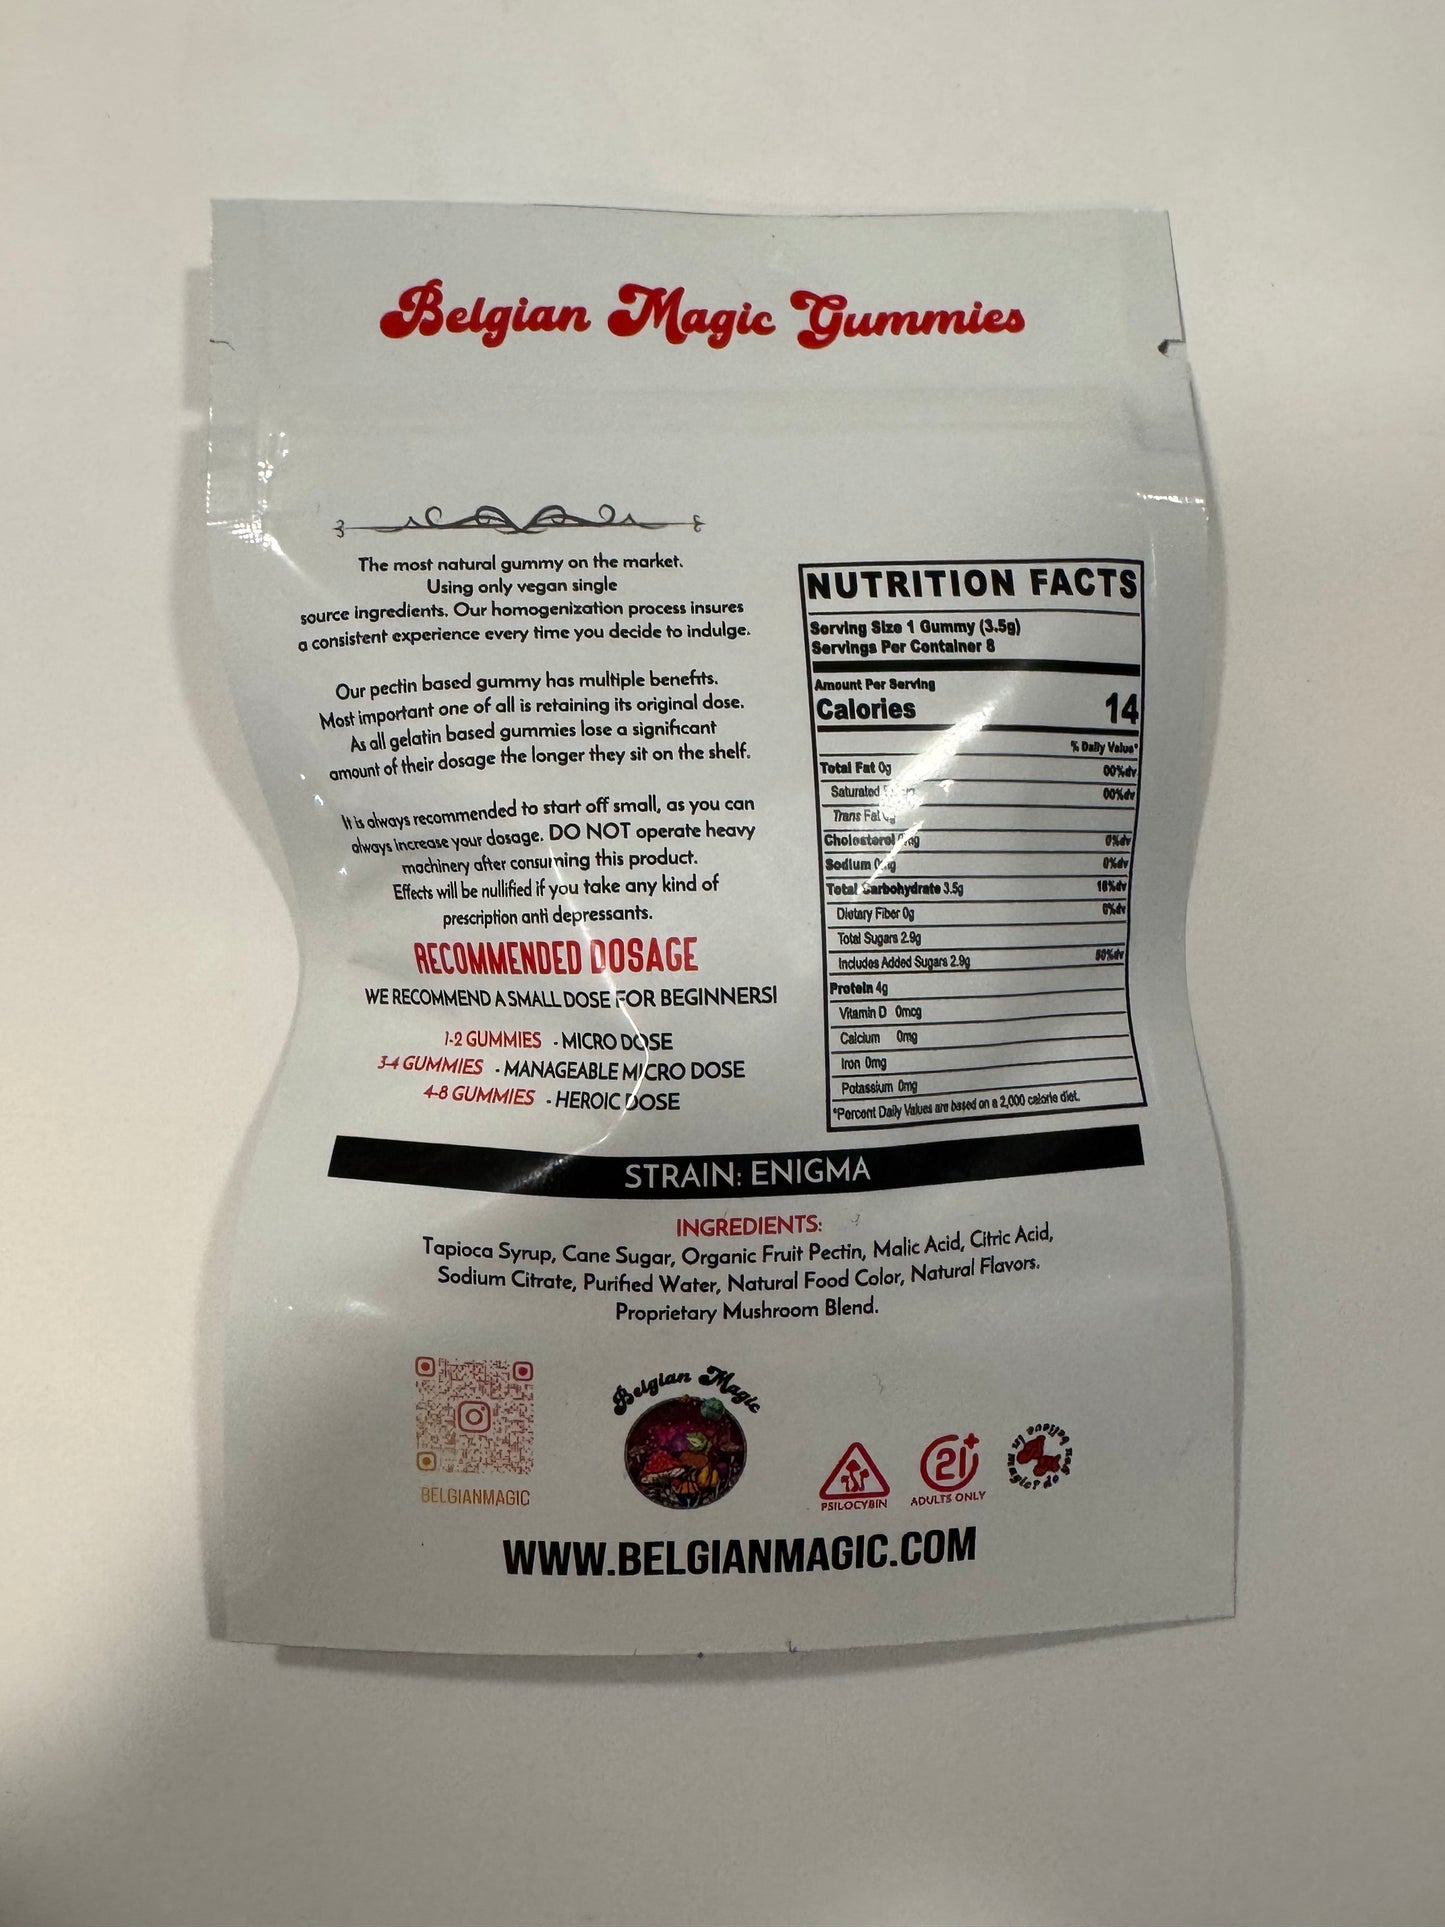 Belgian Magic Gummies
The most natural gummy on the market.
Using only vegan single
source ingredients. Our homogenization process insures
a consistent experience every time you decide to indulge.
Our pectin based gummy has multiple benefits.
Most important one of all is retaining its original dose.
As all gelatin based gummies lose a significant
amount of their dosage the longer they sit on the shelf.
It is always recommended to start off small, as you can
always increase your dosage. DO NOT operate heavy
machinery after consuming this product.
Effects will be nullified if you take any kind of
prescription anti depressants.
RECOMMENDED DOSAGE
WE RECOMMEND A SMALL DOSE FOR BEGINNERS!
1-2 GUMMIES - MICRO DOSE
3-4 GUMMIES - MANAGEABLE MICRO DOSE
4-8 GUMMIES - HEROIC DOSE
NUTRITION FACTS
Serving Size 1 Gummy (3.5g)
Servings Per Container 8
Amount Per Serving
Calories 14
% Daily Value*
Total Fat 0g 00%dv
Saturated 00%dv
Trans Fat
Cholesterol 0%dv
Sodium 0%dv
Total Carbohydrate 3.5g 18%dv
Dietary Fiber 0g 0%dv
Total Sugars 2.9g
Includes Added Sugars 2.9g 50%dv
Protein 4g
Vitamin D 0mcg
Calcium 0mg
Iron 0mg
Potassium 0mg
*Percent Daily Values are based on a 2,000 calorie diet.
STRAIN: ENIGMA
INGREDIENTS:
Tapioca Syrup, Cane Sugar, Organic Fruit Pectin, Malic Acid, Citric Acid,
Sodium Citrate, Purified Water, Natural Food Color, Natural Flavors.
Proprietary Mushroom Blend.
BELGIANMAGIC
Belgian Magic
PSILOCYBIN
21+
ADULTS ONLY
do you believe in magic?
WWW.BELGIANMAGIC.COM